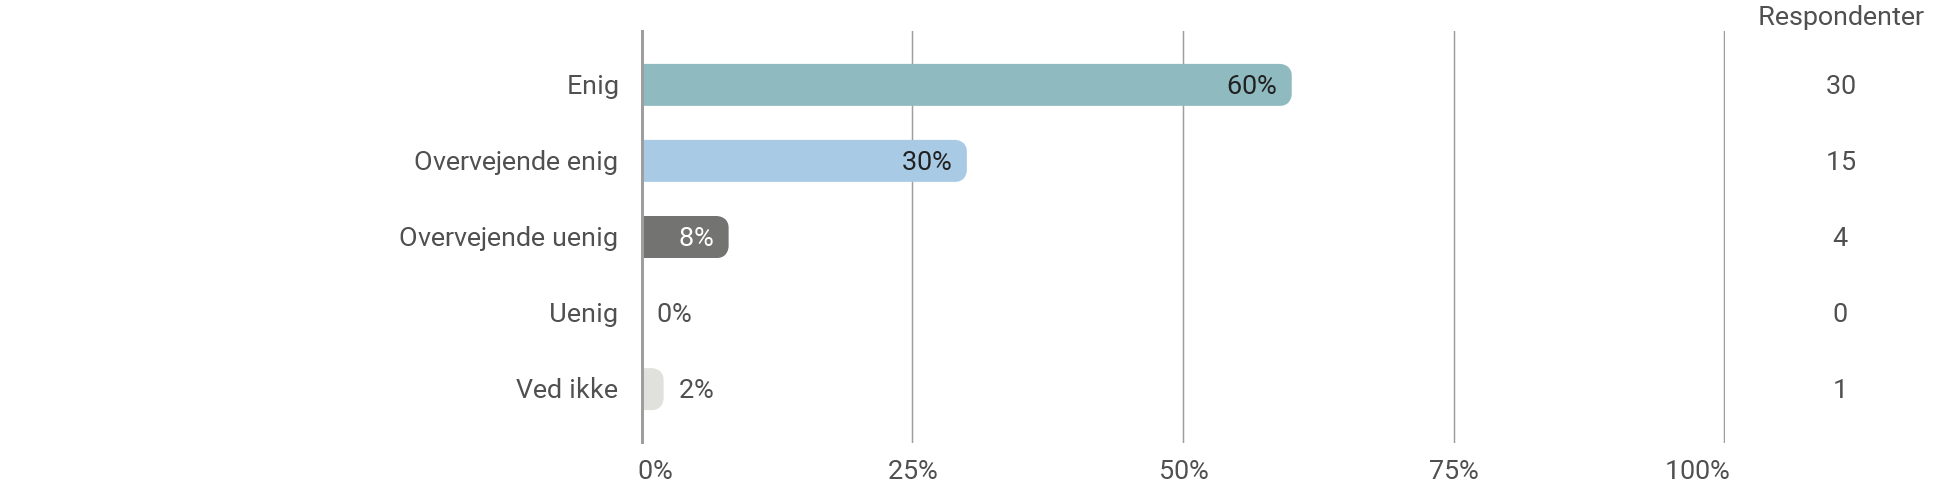 Respondenter
Enig 60% 30
Overvejende enig 30% 15
Overvejende uenig 8% 4
Uenig 0% 0
Ved ikke 2% 1
0% 25% 50% 75% 100%